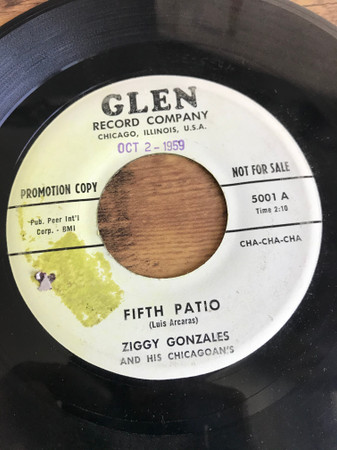 GLEN
RECORD COMPANY
CHICAGO, ILLINOIS, U.S.A.
OCT 2 - 1959
PROMOTION COPY
NOT FOR SALE
Pub. Peer Int'l
Corp. - BMI
5001 A
Time 2:10
CHA-CHA-CHA
FIFTH PATIO
(Luis Arcaras)
ZIGGY GONZALES
AND HIS CHICAGOAN'S